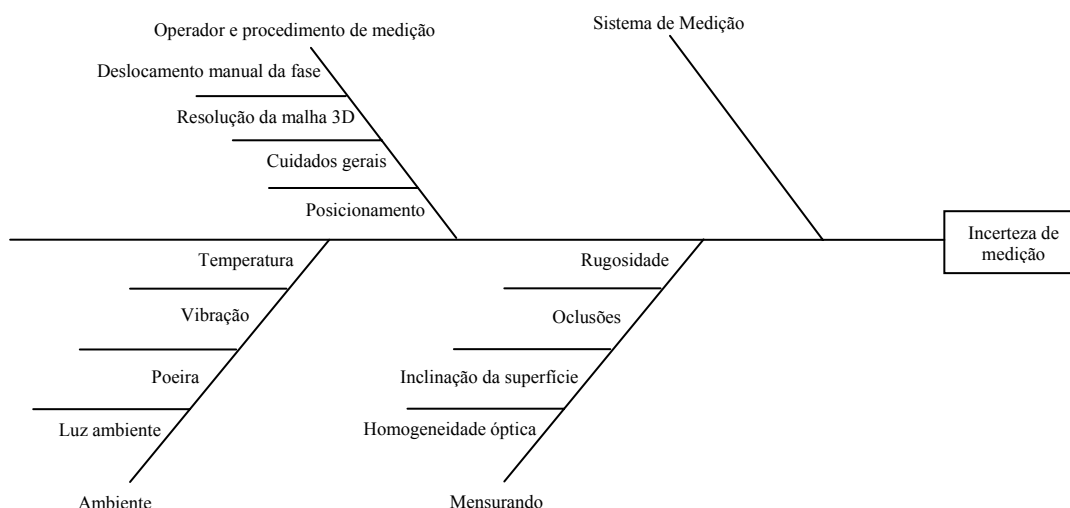 Operador e procedimento de medição
Sistema de Medição
Deslocamento manual da fase
Resolução da malha 3D
Cuidados gerais
Posicionamento
Incerteza de
medição
Temperatura
Vibração
Poeira
Luz ambiente
Ambiente
Rugosidade
Oclusões
Inclinação da superfície
Homogeneidade óptica
Mensurando